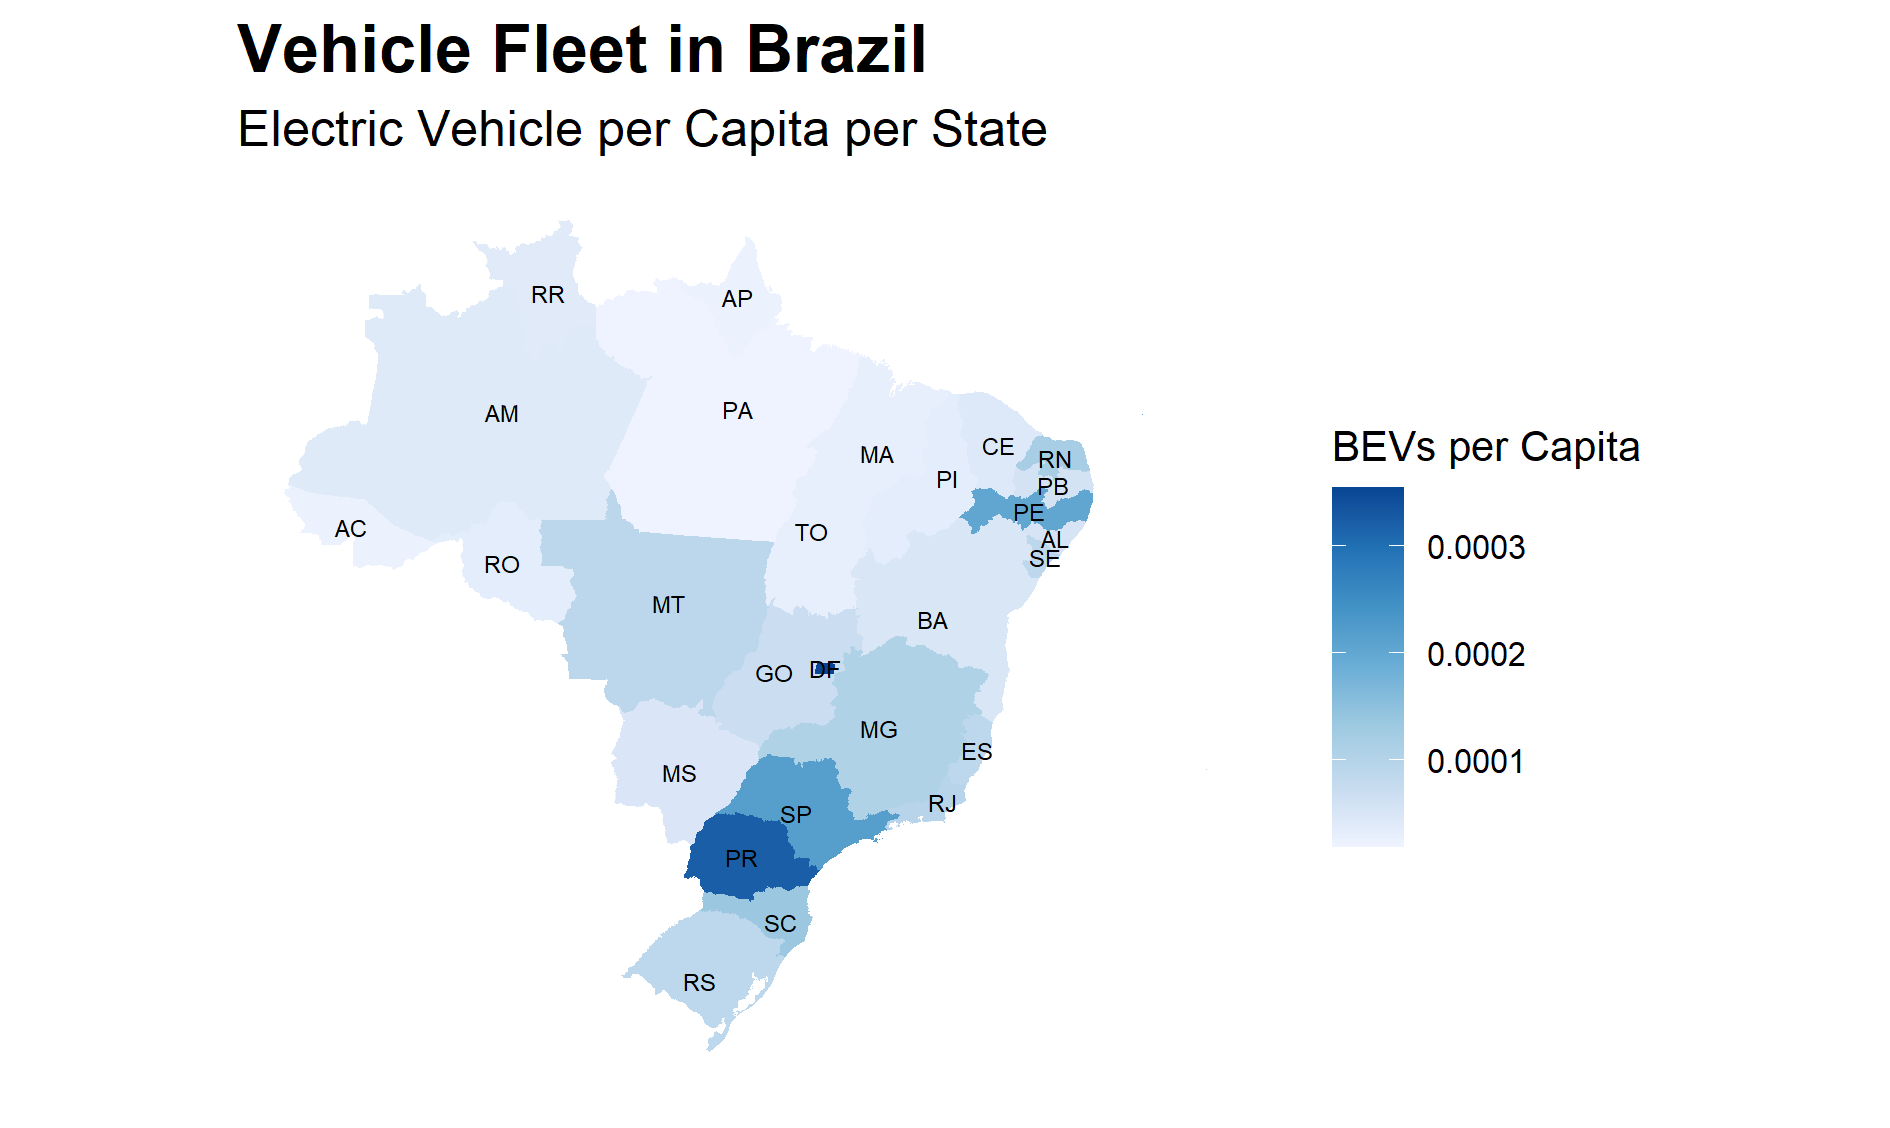 Vehicle Fleet in Brazil
Electric Vehicle per Capita per State
RR
AP
AM
PA
MA
CE
RN
PI
PB
PE
AC
TO
AL
RO
SE
MT
BA
GO
DF
MG
ES
MS
RJ
SP
PR
SC
RS
BEVs per Capita
0.0003
0.0002
0.0001